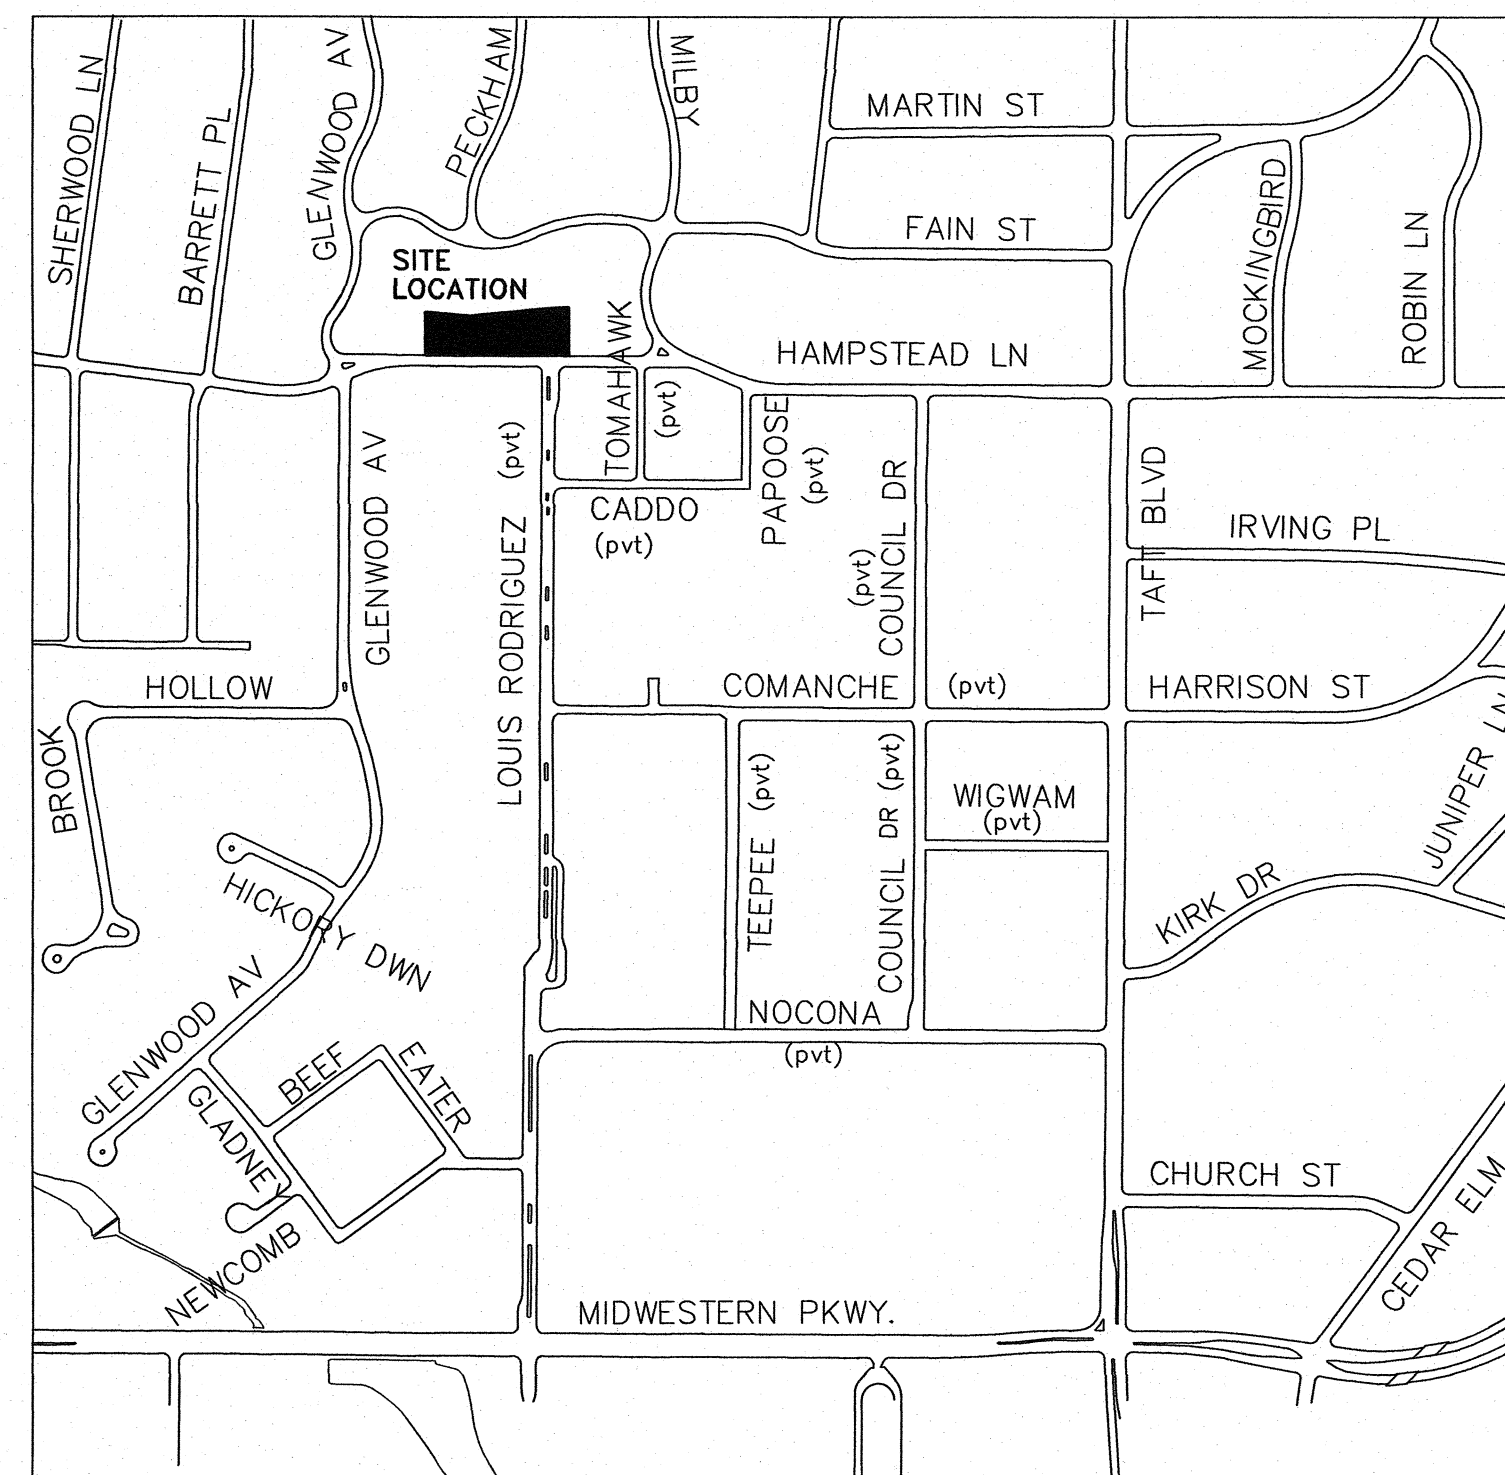 SHERWOOD LN
BARRETT PL
GLENWOOD AV
PECKHAM
MILBY
MARTIN ST
FAIN ST
MOCKINGBIRD
ROBIN LN
SITE
LOCATION
HAMPSTEAD LN
TOMAHAWK
(pvt)
PAPOOSE
(pvt)
CADDO
(pvt)
GLENWOOD AV
LOUIS RODRIGUEZ (pvt)
COUNCIL DR
(pvt)
TAFT BLVD
IRVING PL
HOLLOW
COMANCHE (pvt)
HARRISON ST
BROOK
TEEPEE (pvt)
COUNCIL DR (pvt)
WIGWAM
(pvt)
JUNIPER LN
KIRK DR
HICKORY DWN
GLENWOOD AV
NOCONA
(pvt)
BEEF EATER
GLADNEY
NEWCOMB
CHURCH ST
CEDAR ELM
MIDWESTERN PKWY.